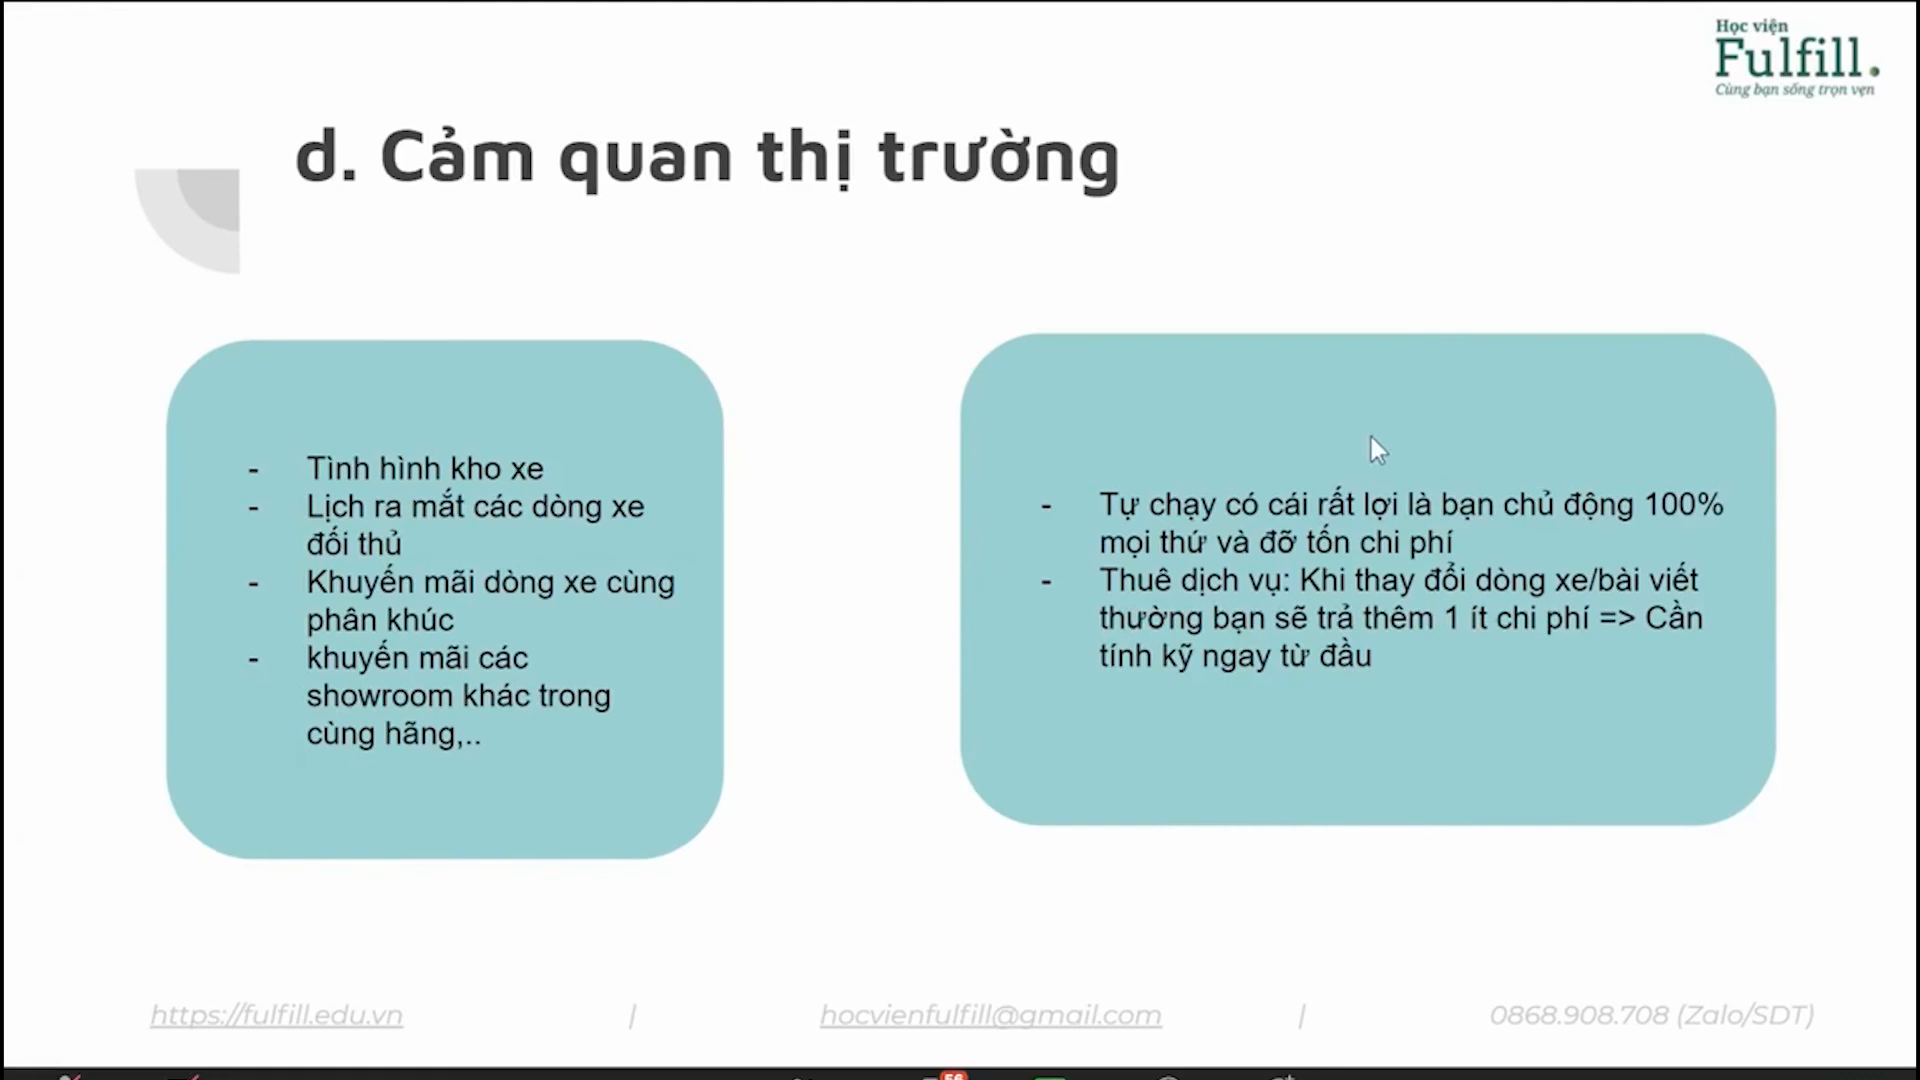 Học viện
Fulfill.
Cùng bạn sống trọn vẹn
d. Cảm quan thị trường
- Tình hình kho xe
- Lịch ra mắt các dòng xe
đối thủ
- Khuyến mãi dòng xe cùng
phân khúc
- khuyến mãi các
showroom khác trong
cùng hãng,..
- Tự chạy có cái rất lợi là bạn chủ động 100%
mọi thứ và đỡ tốn chi phí
- Thuê dịch vụ: Khi thay đổi dòng xe/bài viết
thường bạn sẽ trả thêm 1 ít chi phí => Cần
tính kỹ ngay từ đầu
https://fulfill.edu.vn | hocvienfulfill@gmail.com | 0868.908.708 (Zalo/SDT)
56